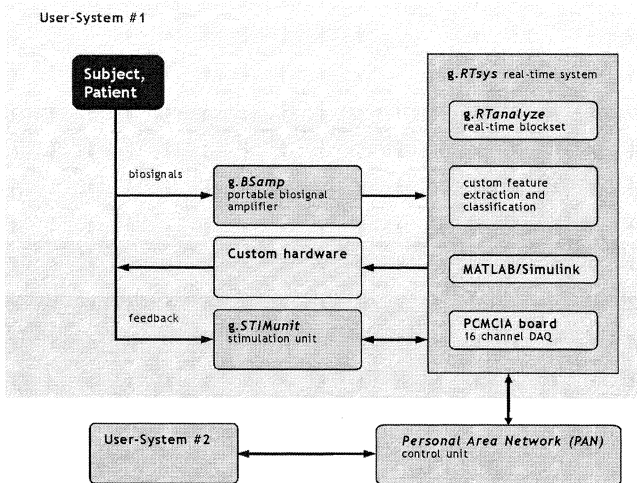 User-System #1
Subject,
Patient
g.RTsys real-time system
g.RTanalyze
real-time blockset
biosignals
g.BSamp
portable biosignal
amplifier
custom feature
extraction and
classification
Custom hardware
MATLAB/Simulink
feedback
g.STIMunit
stimulation unit
PCMCIA board
16 channel DAQ
User-System #2
Personal Area Network (PAN)
control unit